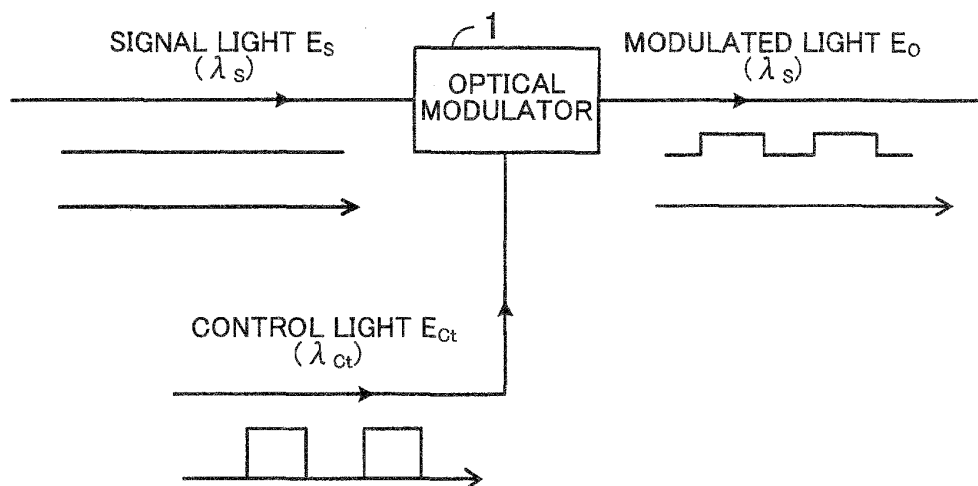 SIGNAL LIGHT ES
(λS)
1
OPTICAL
MODULATOR
MODULATED LIGHT EO
(λS)
CONTROL LIGHT ECt
(λCt)